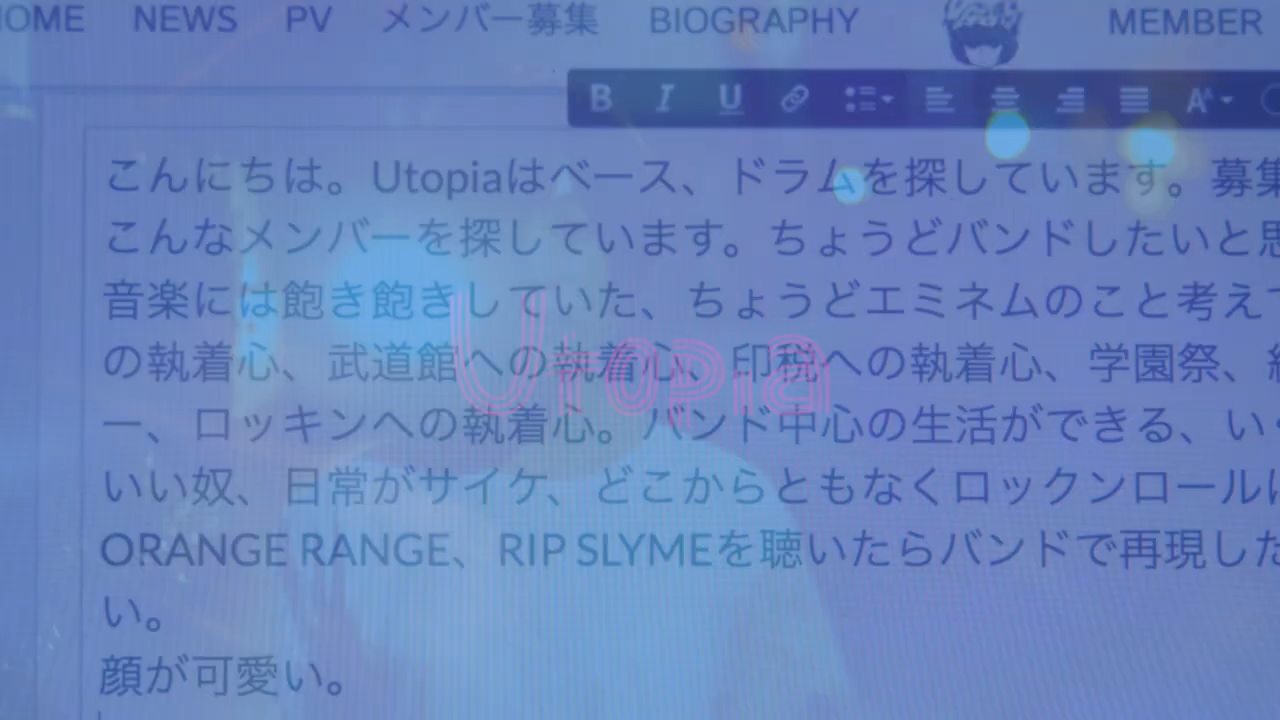 HOME NEWS PV メンバー募集 BIOGRAPHY MEMBER
B I U
こんにちは。Utopiaはベース、ドラムを探しています。募集
こんなメンバーを探しています。ちょうどバンドしたいと思
音楽には飽き飽きしていた、ちょうどエミネムのこと考えて
の執着心、武道館への執着心、印税への執着心、学園祭、
一、ロッキンへの執着心。バンド中心の生活ができる、い
いい奴、日常がサイケ、どこからともなくロックンロール
ORANGE RANGE、RIP SLYMEを聴いたらバンドで再現した
い。
顔が可愛い。
Utopia